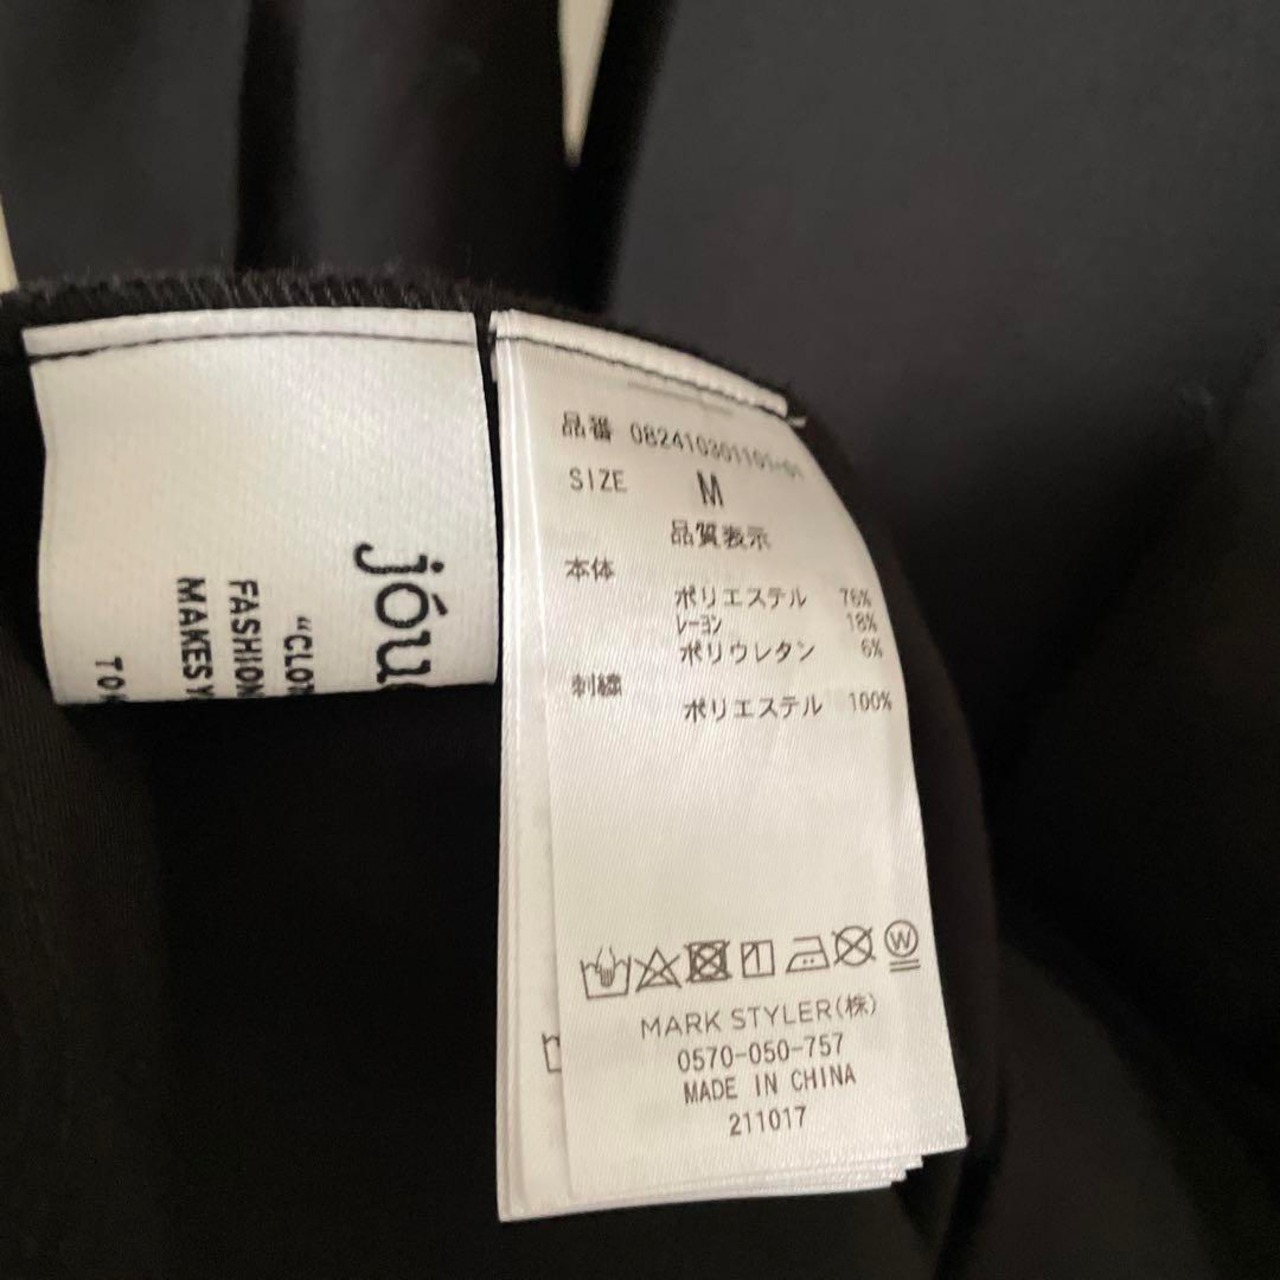 jóu
"CLO
FASHION
MAKES Y
TO
品番 082410301101-01
SIZE M
品質表示
本体
ポリエステル 76%
レーヨン 18%
ポリウレタン 6%
刺繍
ポリエステル 100%
W
MARK STYLER(株)
0570-050-757
MADE IN CHINA
211017